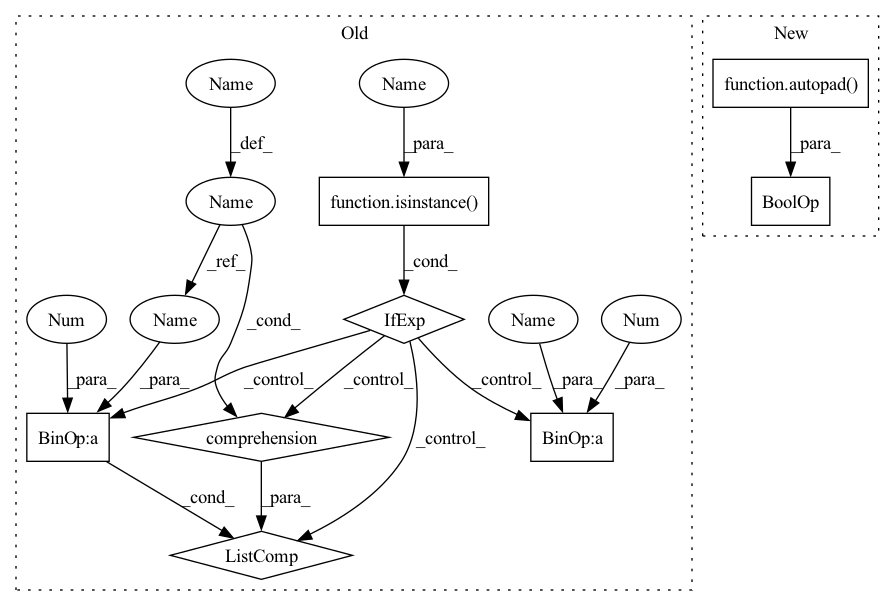 Old
New
Name
Name
function.autopad()
_def_
_para_
_para_
Name
function.isinstance()
BoolOp
_ref_
_cond_
Num
Name
_cond_
IfExp
Name
Num
_para_
_para_
_control_
_control_
_control_
_para_
_para_
BinOp:a
comprehension
_control_
BinOp:a
_cond_
_para_
ListComp